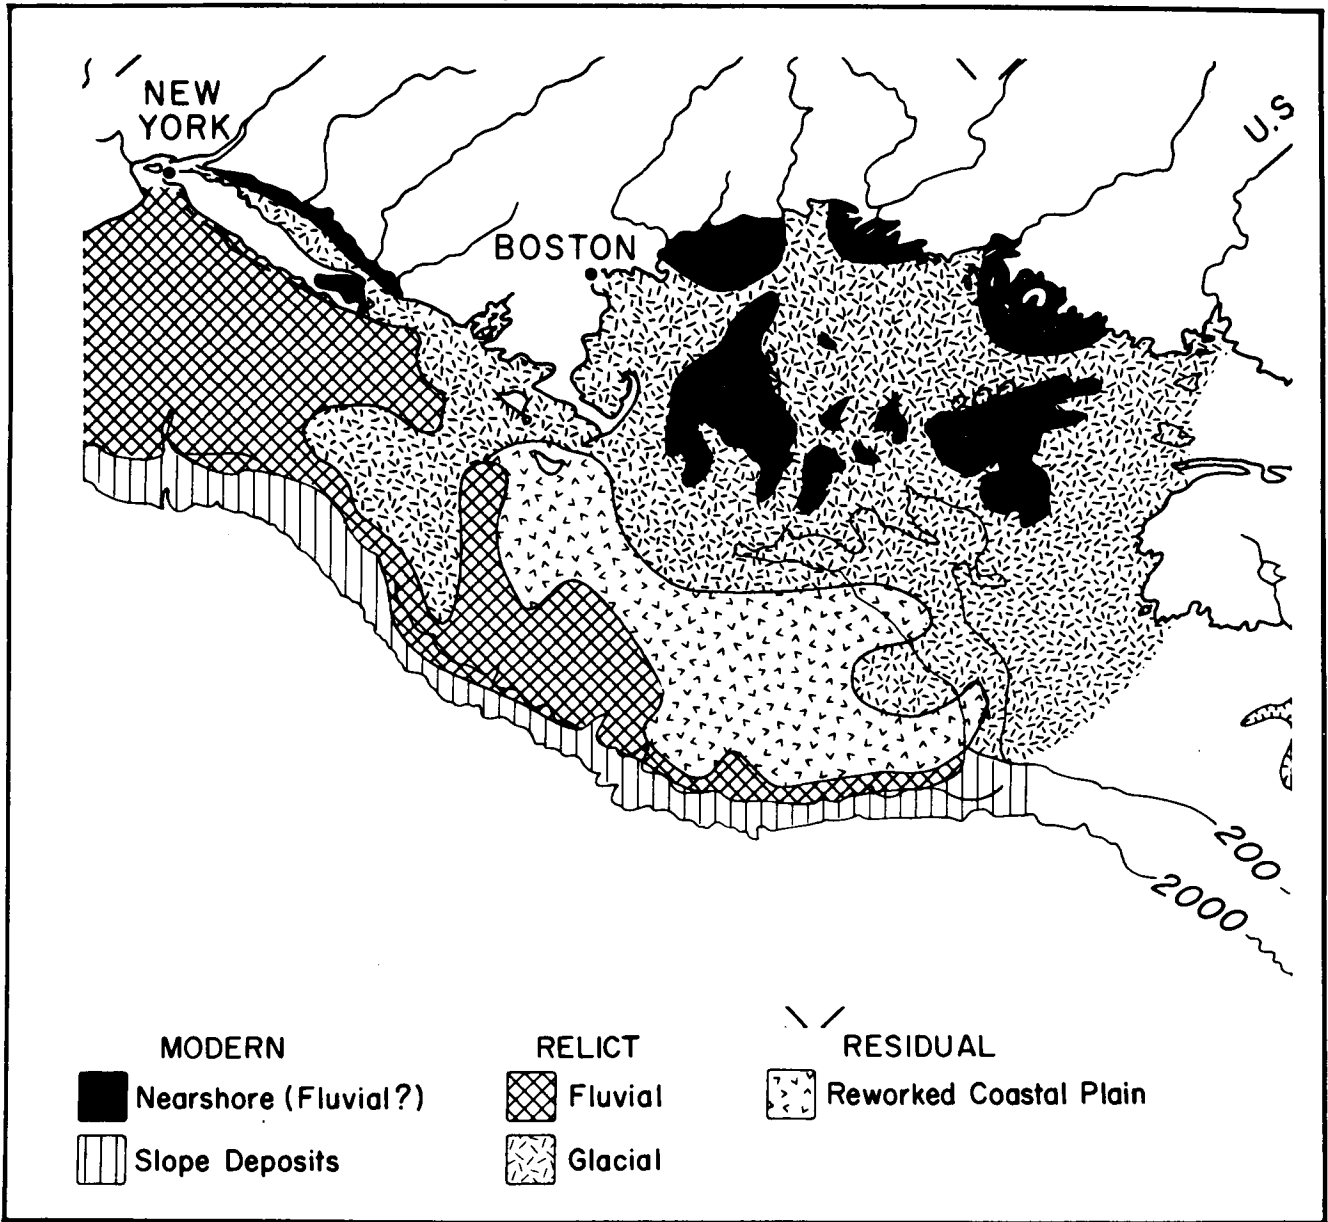 NEW
YORK
U.S
BOSTON
200
2000
MODERN
RELICT
RESIDUAL
Nearshore (Fluvial?)
Fluvial
Reworked Coastal Plain
Slope Deposits
Glacial